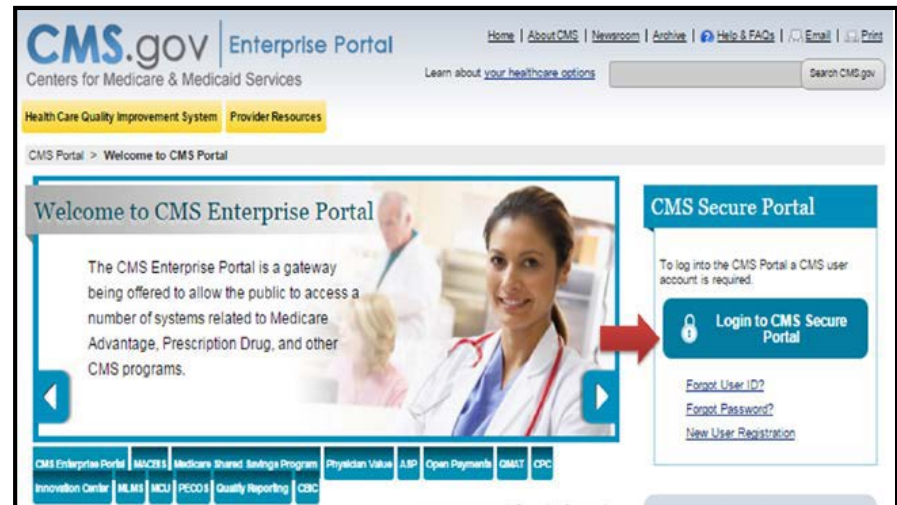 CMS.gov Enterprise Portal
Centers for Medicare & Medicaid Services
Home | About CMS | Newsroom | Archive | Help & FAQs | Email | Print
Learn about your healthcare options
Search CMS.gov
Health Care Quality Improvement System
Provider Resources
CMS Portal > Welcome to CMS Portal
Welcome to CMS Enterprise Portal
The CMS Enterprise Portal is a gateway
being offered to allow the public to access a
number of systems related to Medicare
Advantage, Prescription Drug, and other
CMS programs.
CMS Secure Portal
To log into the CMS Portal a CMS user
account is required.
Login to CMS Secure
Portal
Forgot User ID?
Forgot Password?
New User Registration
CMS Enterprise Portal MACBIS Medicare Shared Savings Program Physician Value ASP Open Payments QMAT CPC
Innovation Center MLMS MCU PECOS Quality Reporting CBIC